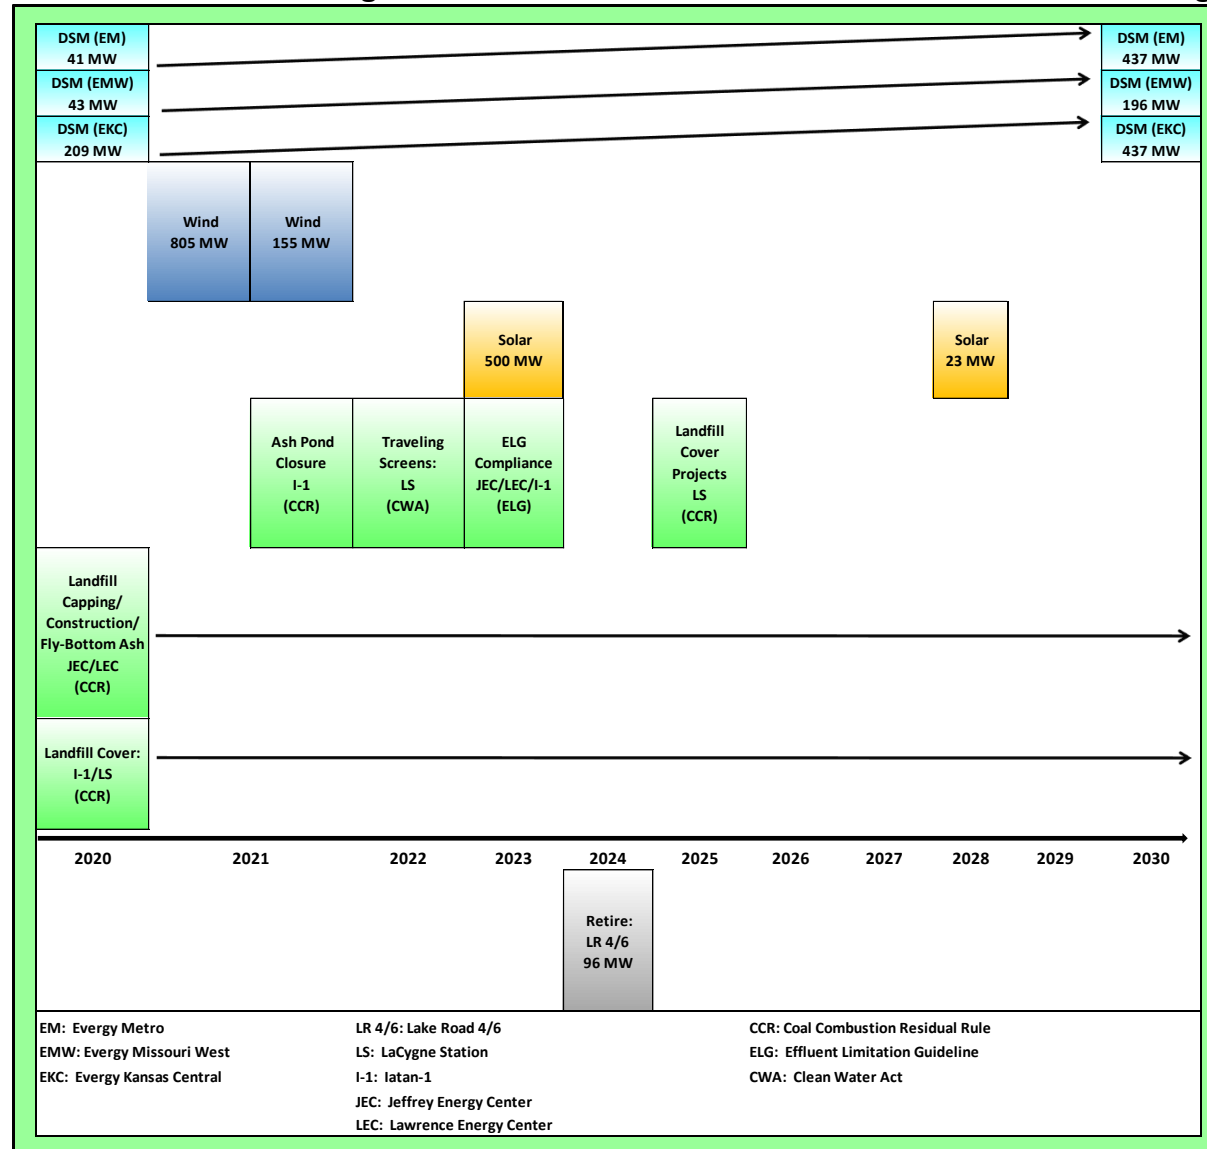 DSM (EM)
41 MW
DSM (EM)
437 MW
DSM (EMW)
43 MW
DSM (EMW)
196 MW
DSM (EKC)
209 MW
DSM (EKC)
437 MW
Wind
805 MW
Wind
155 MW
Solar
500 MW
Solar
23 MW
Ash Pond
Closure
I-1
(CCR)
Traveling
Screens:
LS
(CWA)
ELG
Compliance
JEC/LEC/I-1
(ELG)
Landfill
Cover
Projects
LS
(CCR)
Landfill
Capping/
Construction/
Fly-Bottom Ash
JEC/LEC
(CCR)
Landfill Cover:
I-1/LS
(CCR)
2020 2021 2022 2023 2024 2025 2026 2027 2028 2029 2030
Retire:
LR 4/6
96 MW
EM: Evergy Metro
EMW: Evergy Missouri West
EKC: Evergy Kansas Central
LR 4/6: Lake Road 4/6
LS: LaCygne Station
I-1: Iatan-1
JEC: Jeffrey Energy Center
LEC: Lawrence Energy Center
CCR: Coal Combustion Residual Rule
ELG: Effluent Limitation Guideline
CWA: Clean Water Act